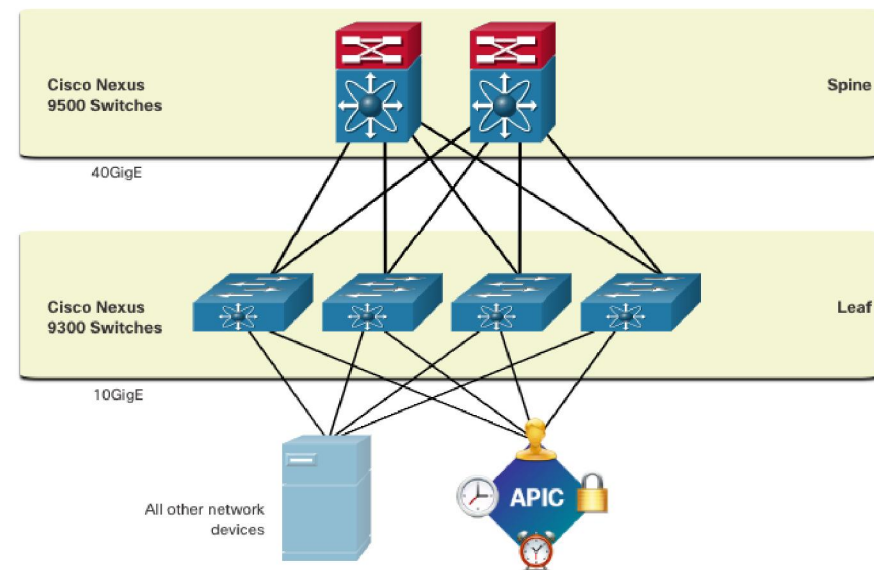 Cisco Nexus
9500 Switches
Spine
40GigE
Cisco Nexus
9300 Switches
Leaf
10GigE
All other network
devices
APIC